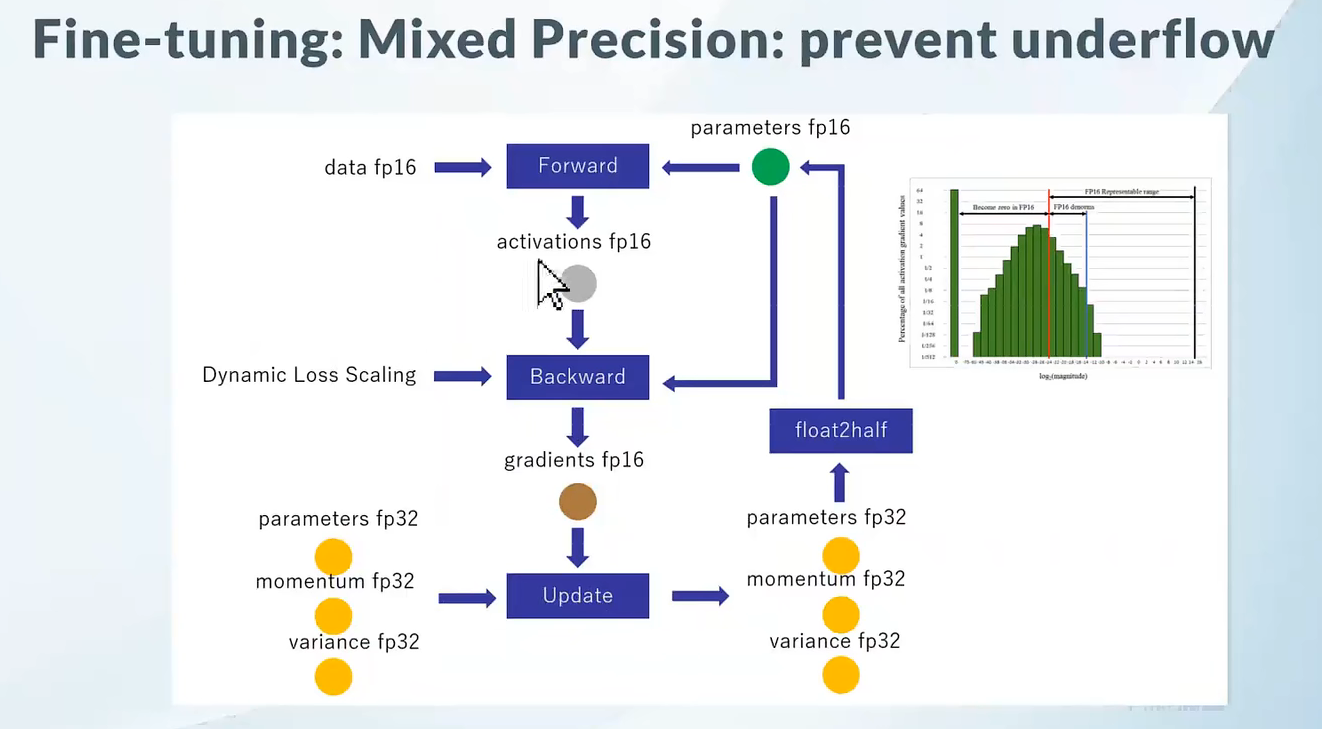 Fine-tuning: Mixed Precision: prevent underflow
parameters fp16
data fp16
Forward
activations fp16
Dynamic Loss Scaling
Backward
gradients fp16
float2half
parameters fp32
momentum fp32
variance fp32
Update
parameters fp32
momentum fp32
variance fp32
FP16 Representable range
Become zero in FP16
FP16 denorms
Percentage of all activation gradient values
64
32
16
8
4
2
1
1/2
1/4
1/8
1/16
1/32
1/64
1/128
1/256
1/512
log₂(magnitude)